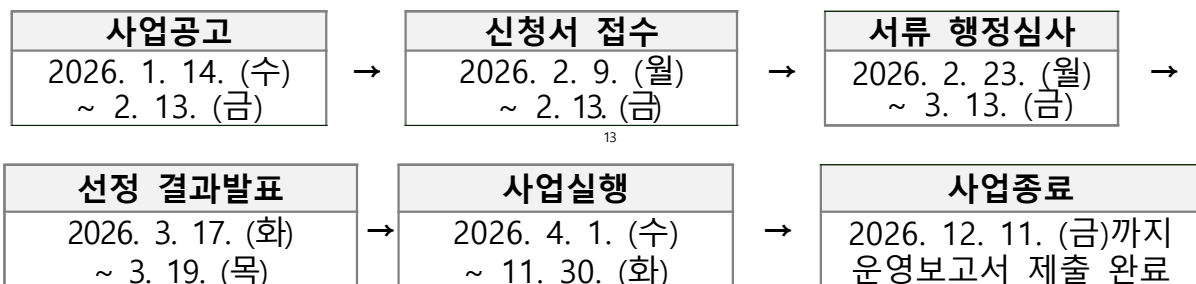 사업공고
2026. 1. 14. (수)
~ 2. 13. (금)
→
신청서 접수
2026. 2. 9. (월)
~ 2. 13. (금)
→
서류 행정심사
2026. 2. 23. (월)
~ 3. 13. (금)
→
13
선정 결과발표
2026. 3. 17. (화)
~ 3. 19. (목)
→
사업실행
2026. 4. 1. (수)
~ 11. 30. (화)
→
사업종료
2026. 12. 11. (금)까지
운영보고서 제출 완료